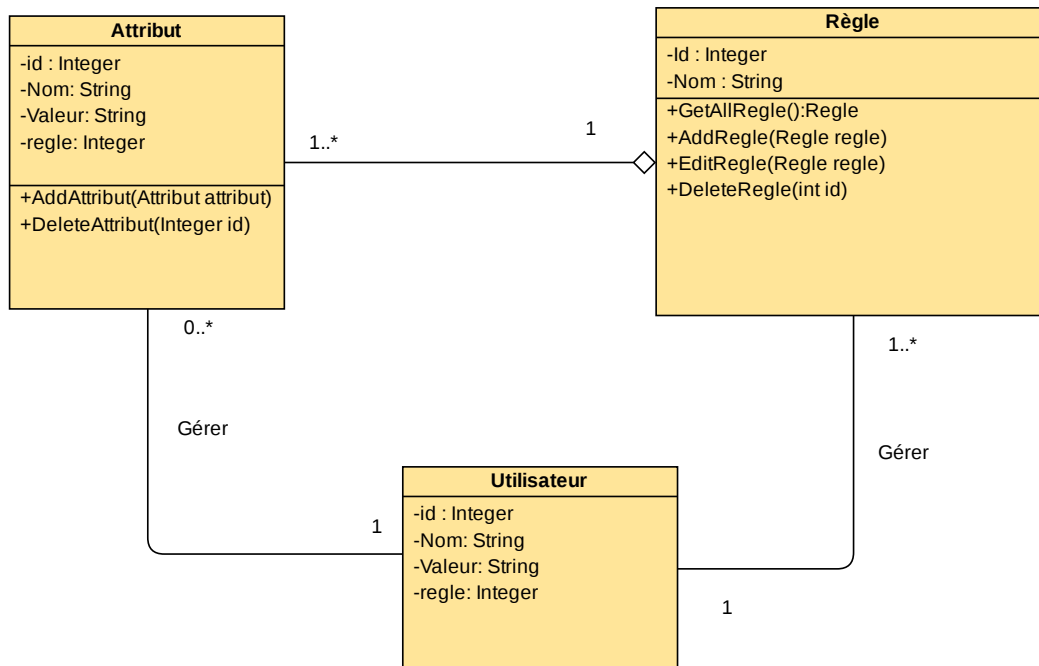 Attribut
-id : Integer
-Nom: String
-Valeur: String
-regle: Integer
+AddAttribut(Attribut attribut)
+DeleteAttribut(Integer id)
1..*
1
Règle
-Id : Integer
-Nom : String
+GetAllRegle():Regle
+AddRegle(Regle regle)
+EditRegle(Regle regle)
+DeleteRegle(int id)
0..*
1..*
Gérer
Gérer
1
Utilisateur
-id : Integer
-Nom: String
-Valeur: String
-regle: Integer
1